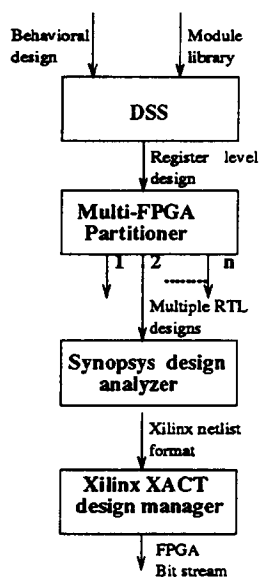 Behavioral design
Module library
DSS
Register level design
Multi-FPGA
Partitioner
1 2 n
Multiple RTL designs
Synopsys design
analyzer
Xilinx netlist format
Xilinx XACT
design manager
FPGA
Bit stream